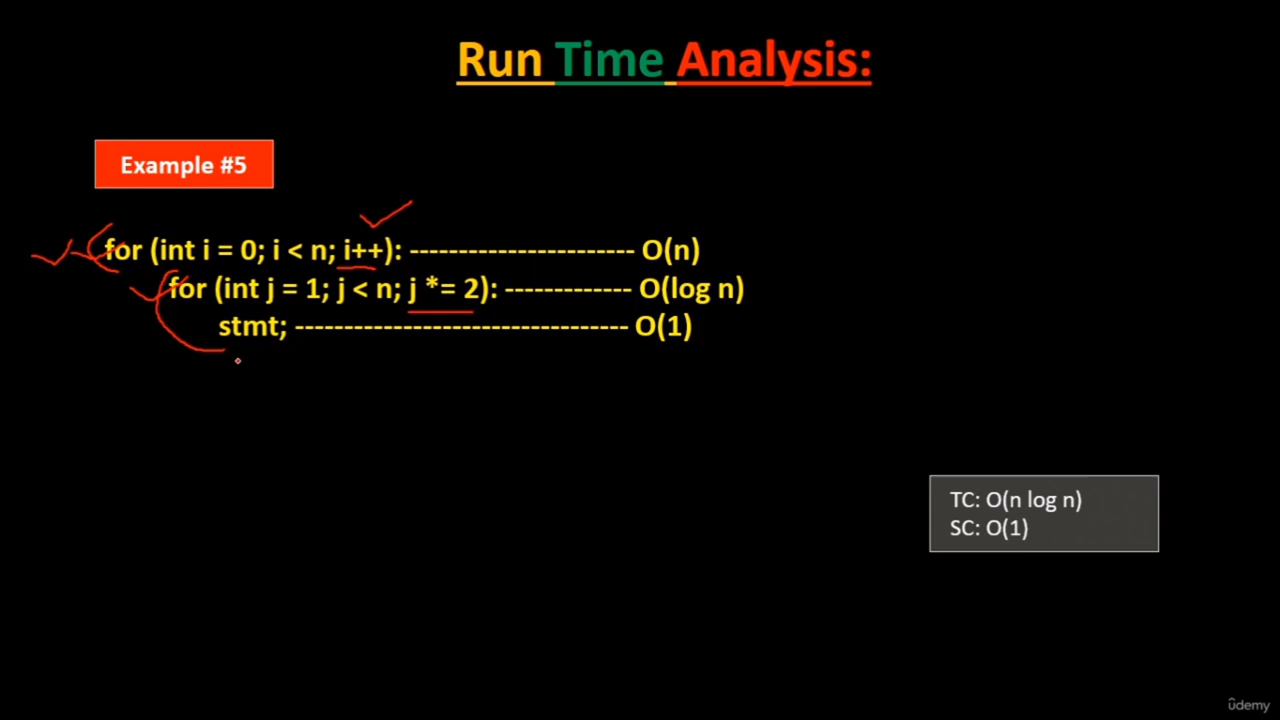 Run Time Analysis:
Example #5
for (int i = 0; i < n; i++): ----------------------- O(n)
for (int j = 1; j < n; j *= 2): ------------- O(log n)
stmt; ---------------------------------- O(1)
TC: O(n log n)
SC: O(1)
ûdemy